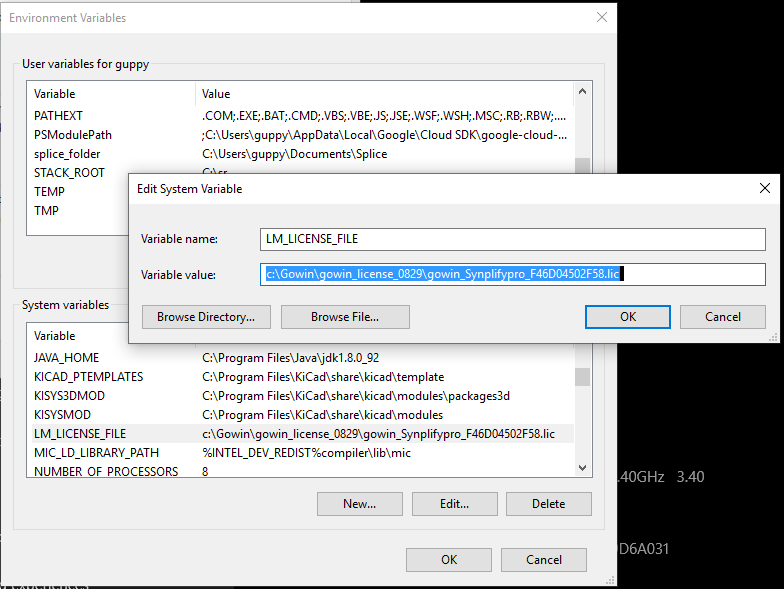 Environment Variables
User variables for guppy
Variable Value
PATHEXT .COM;.EXE;.BAT;.CMD;.VBS;.VBE;.JS;.JSE;.WSF;.WSH;.MSC;.RB;.RBW;....
PSModulePath ;C:\Users\guppy\AppData\Local\Google\Cloud SDK\google-cloud-...
splice_folder C:\Users\guppy\Documents\Splice
STACK_ROOT C:\sr
TEMP
TMP
Edit System Variable
Variable name: LM_LICENSE_FILE
Variable value: c:\Gowin\gowin_license_0829\gowin_Synplifypro_F46D04502F58.lic
Browse Directory... Browse File... OK Cancel
System variables
Variable
JAVA_HOME C:\Program Files\Java\jdk1.8.0_92
KICAD_PTEMPLATES C:\Program Files\KiCad\share\kicad\template
KISYS3DMOD C:\Program Files\KiCad\share\kicad\modules\packages3d
KISYSMOD C:\Program Files\KiCad\share\kicad\modules
LM_LICENSE_FILE c:\Gowin\gowin_license_0829\gowin_Synplifypro_F46D04502F58.lic
MIC_LD_LIBRARY_PATH %INTEL_DEV_REDIST%compiler\lib\mic
NUMBER_OF_PROCESSORS 8
.40GHz 3.40
New... Edit... Delete
D6A031
OK Cancel